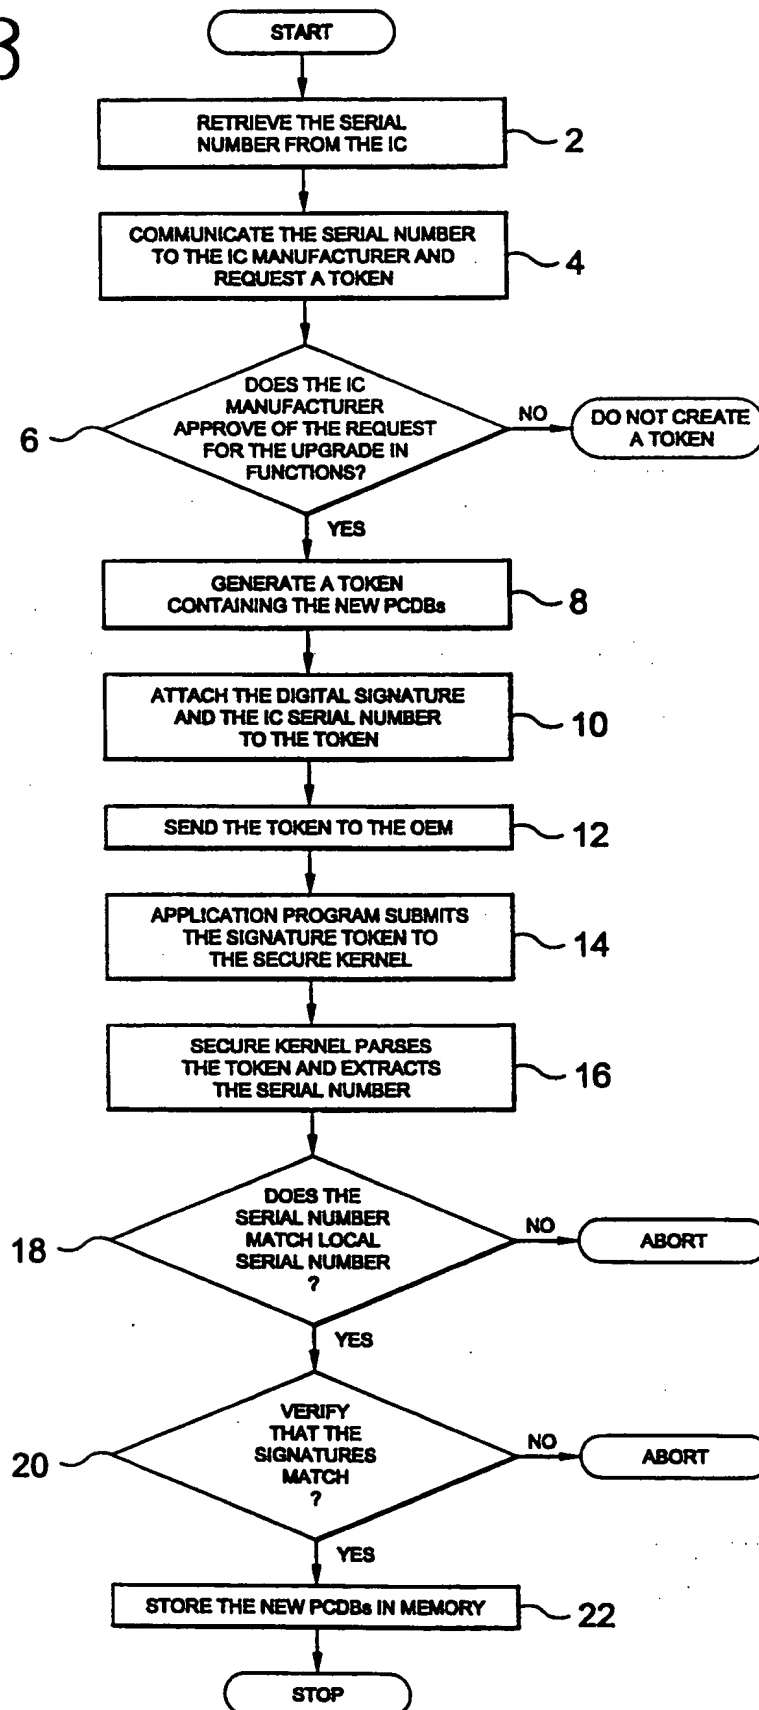 START
RETRIEVE THE SERIAL
NUMBER FROM THE IC
2
COMMUNICATE THE SERIAL NUMBER
TO THE IC MANUFACTURER AND
REQUEST A TOKEN
4
DOES THE IC
MANUFACTURER
APPROVE OF THE REQUEST
FOR THE UPGRADE IN
FUNCTIONS?
6
NO
DO NOT CREATE
A TOKEN
YES
GENERATE A TOKEN
CONTAINING THE NEW PCDBs
8
ATTACH THE DIGITAL SIGNATURE
AND THE IC SERIAL NUMBER
TO THE TOKEN
10
SEND THE TOKEN TO THE OEM
12
APPLICATION PROGRAM SUBMITS
THE SIGNATURE TOKEN TO
THE SECURE KERNEL
14
SECURE KERNEL PARSES
THE TOKEN AND EXTRACTS
THE SERIAL NUMBER
16
DOES THE
SERIAL NUMBER
MATCH LOCAL
SERIAL NUMBER
?
18
NO
ABORT
YES
VERIFY
THAT THE
SIGNATURES
MATCH
?
20
NO
ABORT
YES
STORE THE NEW PCDBs IN MEMORY
22
STOP